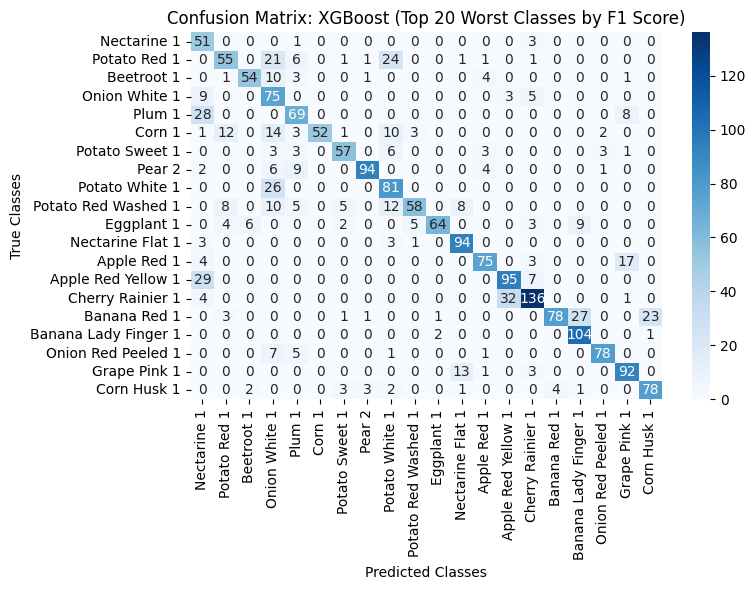 Confusion Matrix: XGBoost (Top 20 Worst Classes by F1 Score)
True Classes
Nectarine 1 51 0 0 0 1 0 0 0 0 0 0 0 0 0 3 0 0 0 0 0
Potato Red 1 0 55 0 21 6 0 1 1 24 0 0 1 1 0 1 0 0 0 0 0
Beetroot 1 0 1 54 10 3 0 0 1 0 0 0 0 4 0 0 0 0 0 1 0
Onion White 1 9 0 0 75 0 0 0 0 0 0 0 0 0 3 5 0 0 0 0 0
Plum 1 28 0 0 0 69 0 0 0 0 0 0 0 0 0 0 0 0 0 8 0
Corn 1 1 12 0 14 3 52 1 0 10 3 0 0 0 0 0 0 0 2 0 0
Potato Sweet 1 0 0 0 3 3 0 57 0 6 0 0 0 3 0 0 0 0 3 1 0
Pear 2 2 0 0 6 9 0 0 94 0 0 0 0 4 0 0 0 0 1 0 0
Potato White 1 0 0 0 26 0 0 0 0 81 0 0 0 0 0 0 0 0 0 0 0
Potato Red Washed 1 0 8 0 10 5 0 5 0 12 58 0 8 0 0 0 0 0 0 0 0
Eggplant 1 0 4 6 0 0 0 2 0 0 5 64 0 0 0 3 0 9 0 0 0
Nectarine Flat 1 3 0 0 0 0 0 0 0 3 1 0 94 0 0 0 0 0 0 0 0
Apple Red 1 4 0 0 0 0 0 0 0 0 0 0 0 75 0 3 0 0 0 17 0
Apple Red Yellow 1 29 0 0 0 0 0 0 0 0 0 0 0 0 95 7 0 0 0 0 0
Cherry Rainier 1 4 0 0 0 0 0 0 0 0 0 0 0 0 32 136 0 0 0 1 0
Banana Red 1 0 3 0 0 0 0 1 1 0 0 1 0 0 0 0 78 27 0 0 23
Banana Lady Finger 1 0 0 0 0 0 0 0 0 0 0 2 0 0 0 0 0 104 0 0 1
Onion Red Peeled 1 0 0 0 7 5 0 0 0 1 0 0 0 1 0 0 0 0 78 0 0
Grape Pink 1 0 0 0 0 0 0 0 0 0 0 0 13 1 0 3 0 0 0 92 0
Corn Husk 1 0 0 2 0 0 0 3 3 2 0 0 1 0 0 0 4 1 0 0 78
Nectarine 1
Potato Red 1
Beetroot 1
Onion White 1
Plum 1
Corn 1
Potato Sweet 1
Pear 2
Potato White 1
Potato Red Washed 1
Eggplant 1
Nectarine Flat 1
Apple Red 1
Apple Red Yellow 1
Cherry Rainier 1
Banana Red 1
Banana Lady Finger 1
Onion Red Peeled 1
Grape Pink 1
Corn Husk 1
Predicted Classes
120
100
80
60
40
20
0